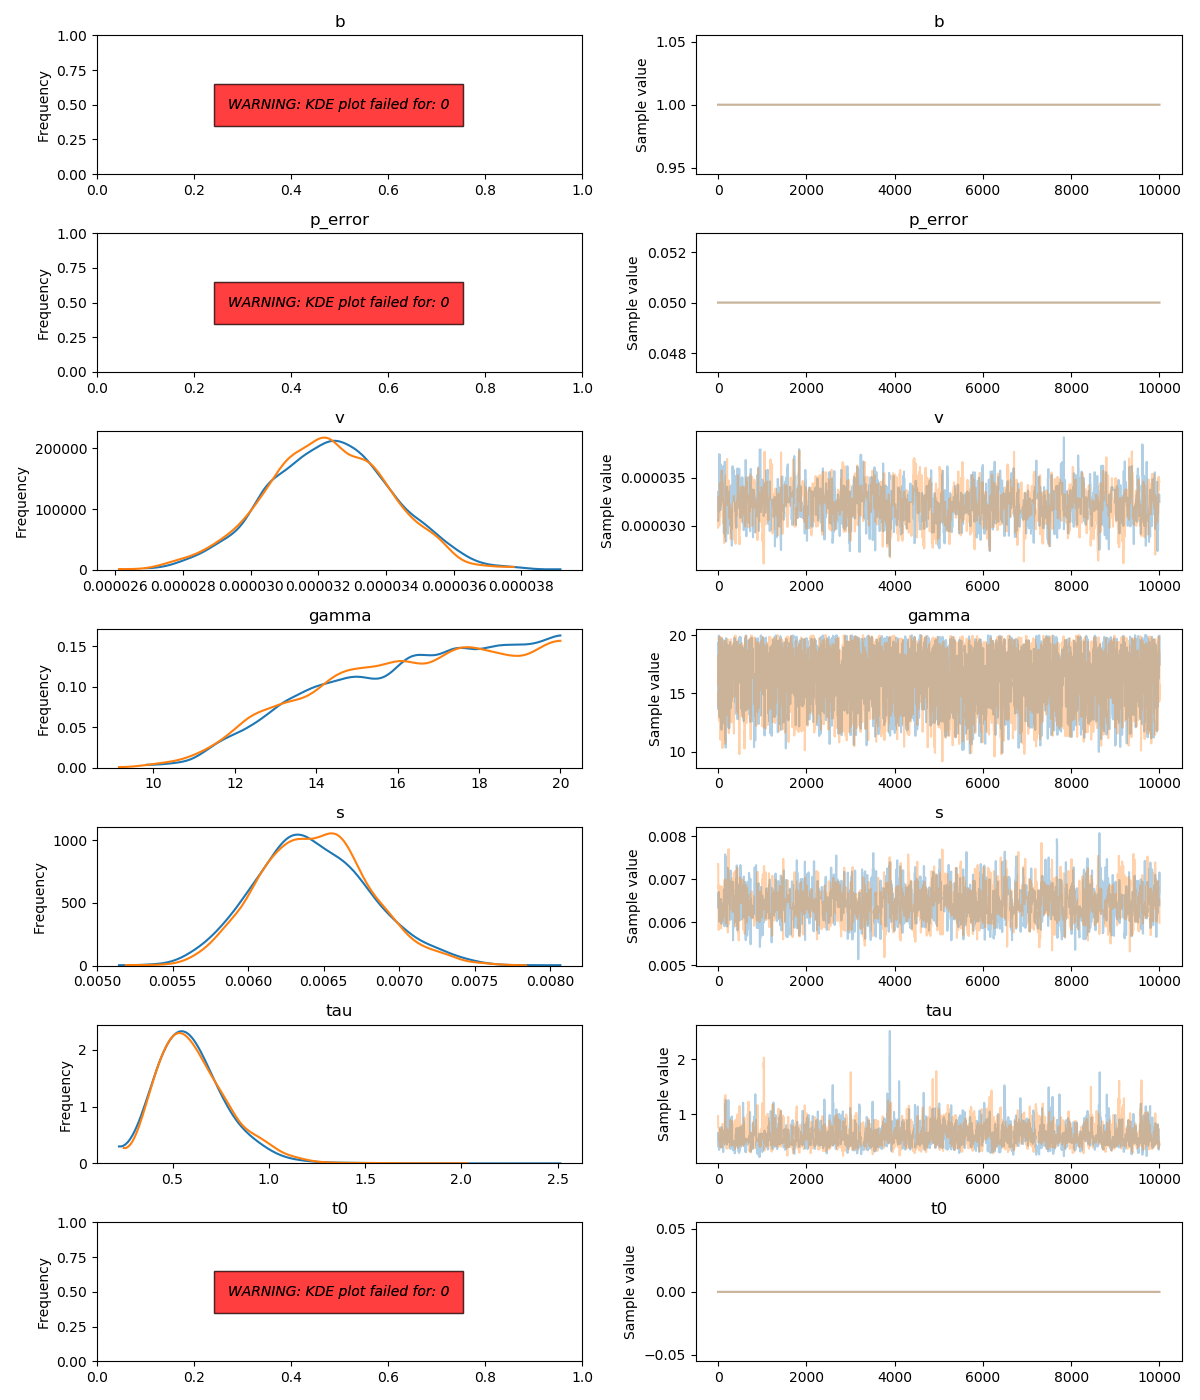 b
b
Frequency
1.00
0.75
0.50
0.25
0.00
WARNING: KDE plot failed for: 0
0.0 0.2 0.4 0.6 0.8 1.0
Sample value
1.05
1.00
0.95
0 2000 4000 6000 8000 10000
p_error
p_error
Frequency
1.00
0.75
0.50
0.25
0.00
WARNING: KDE plot failed for: 0
0.0 0.2 0.4 0.6 0.8 1.0
Sample value
0.052
0.050
0.048
0 2000 4000 6000 8000 10000
v
v
Frequency
200000
100000
0
0.000026 0.000028 0.000030 0.000032 0.000034 0.000036 0.000038
Sample value
0.000035
0.000030
0 2000 4000 6000 8000 10000
gamma
gamma
Frequency
0.15
0.10
0.05
0.00
10 12 14 16 18 20
Sample value
20
15
10
0 2000 4000 6000 8000 10000
s
s
Frequency
1000
500
0
0.0050 0.0055 0.0060 0.0065 0.0070 0.0075 0.0080
Sample value
0.008
0.007
0.006
0.005
0 2000 4000 6000 8000 10000
tau
tau
Frequency
2
1
0
0.5 1.0 1.5 2.0 2.5
Sample value
2
1
0 2000 4000 6000 8000 10000
t0
t0
Frequency
1.00
0.75
0.50
0.25
0.00
WARNING: KDE plot failed for: 0
0.0 0.2 0.4 0.6 0.8 1.0
Sample value
0.05
0.00
−0.05
0 2000 4000 6000 8000 10000